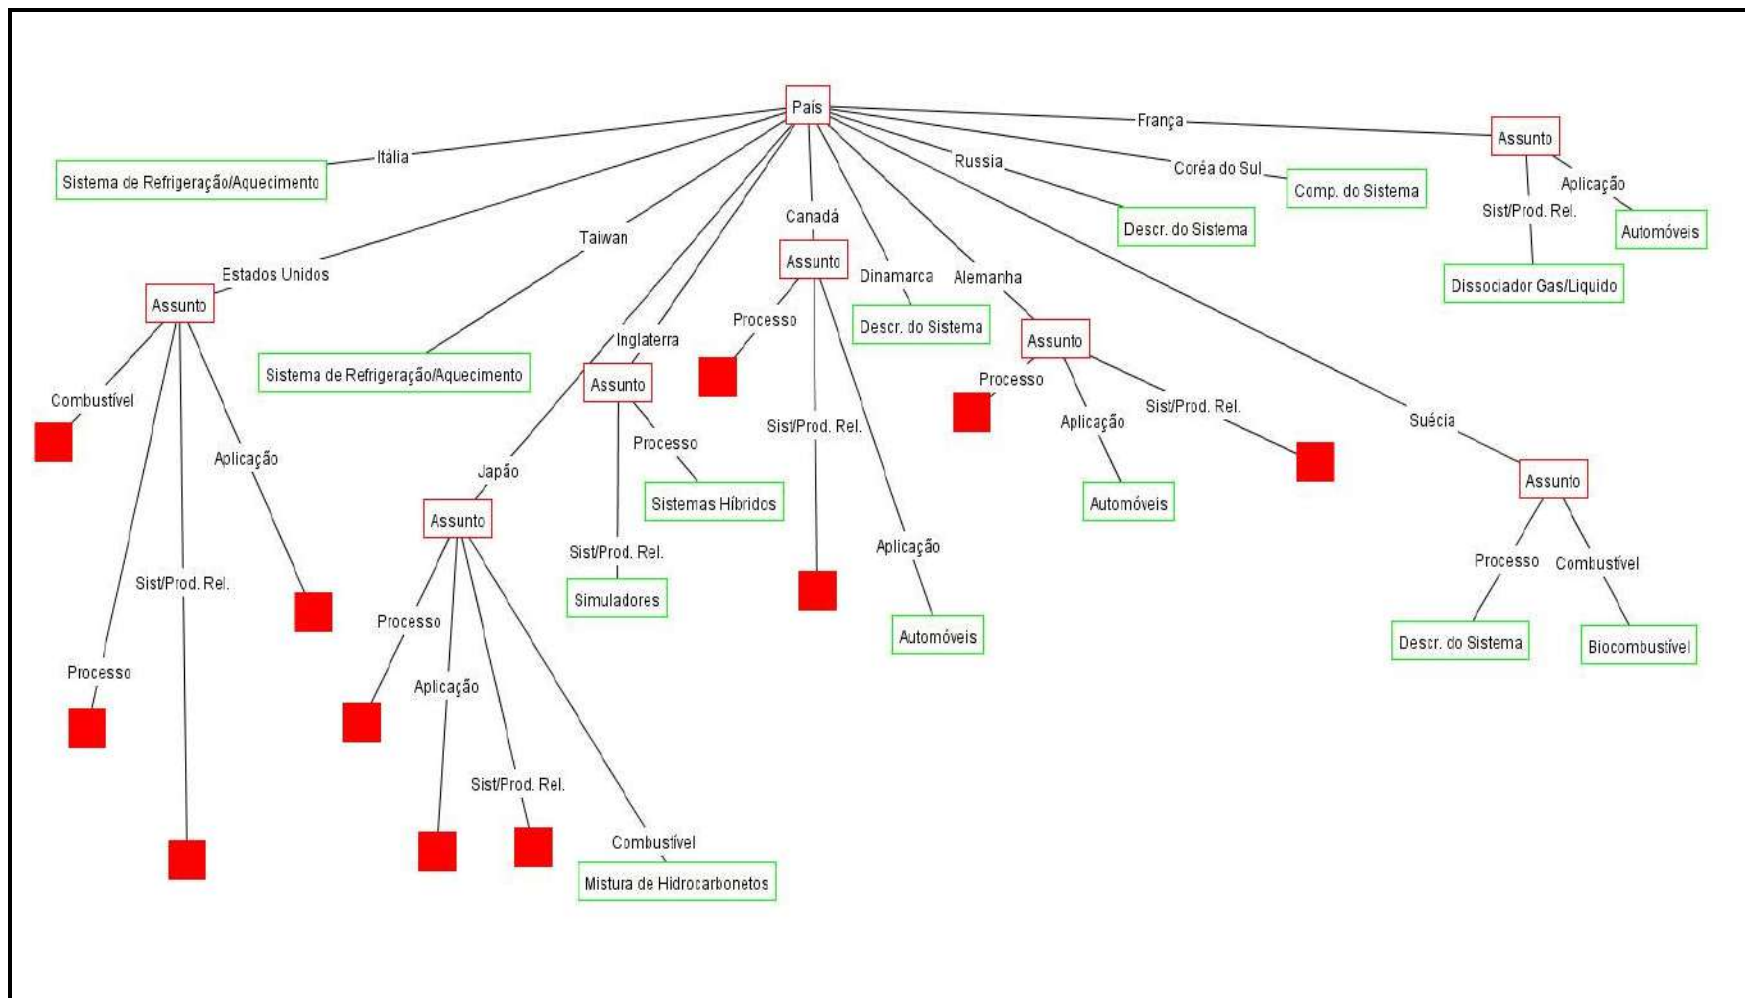 País
França
Assunto
Itália
Russia
Coréa do Sul
Sistema de Refrigeração/Aquecimento
Comp. do Sistema
Aplicação
Sist/Prod. Rel.
Canadá
Descr. do Sistema
Automóveis
Taiwan
Assunto
Estados Unidos
Dinamarca
Alemanha
Dissociador Gas/Liquido
Assunto
Processo
Descr. do Sistema
Inglaterra
Assunto
Sistema de Refrigeração/Aquecimento
Assunto
Processo
Combustível
Sist/Prod. Rel.
Sist/Prod. Rel.
Aplicação
Suécia
Aplicação
Processo
Japão
Assunto
Sistemas Híbridos
Automóveis
Assunto
Sist/Prod. Rel.
Aplicação
Processo
Combustível
Sist/Prod. Rel.
Simuladores
Processo
Automóveis
Descr. do Sistema
Biocombustível
Processo
Aplicação
Sist/Prod. Rel.
Combustível
Mistura de Hidrocarbonetos